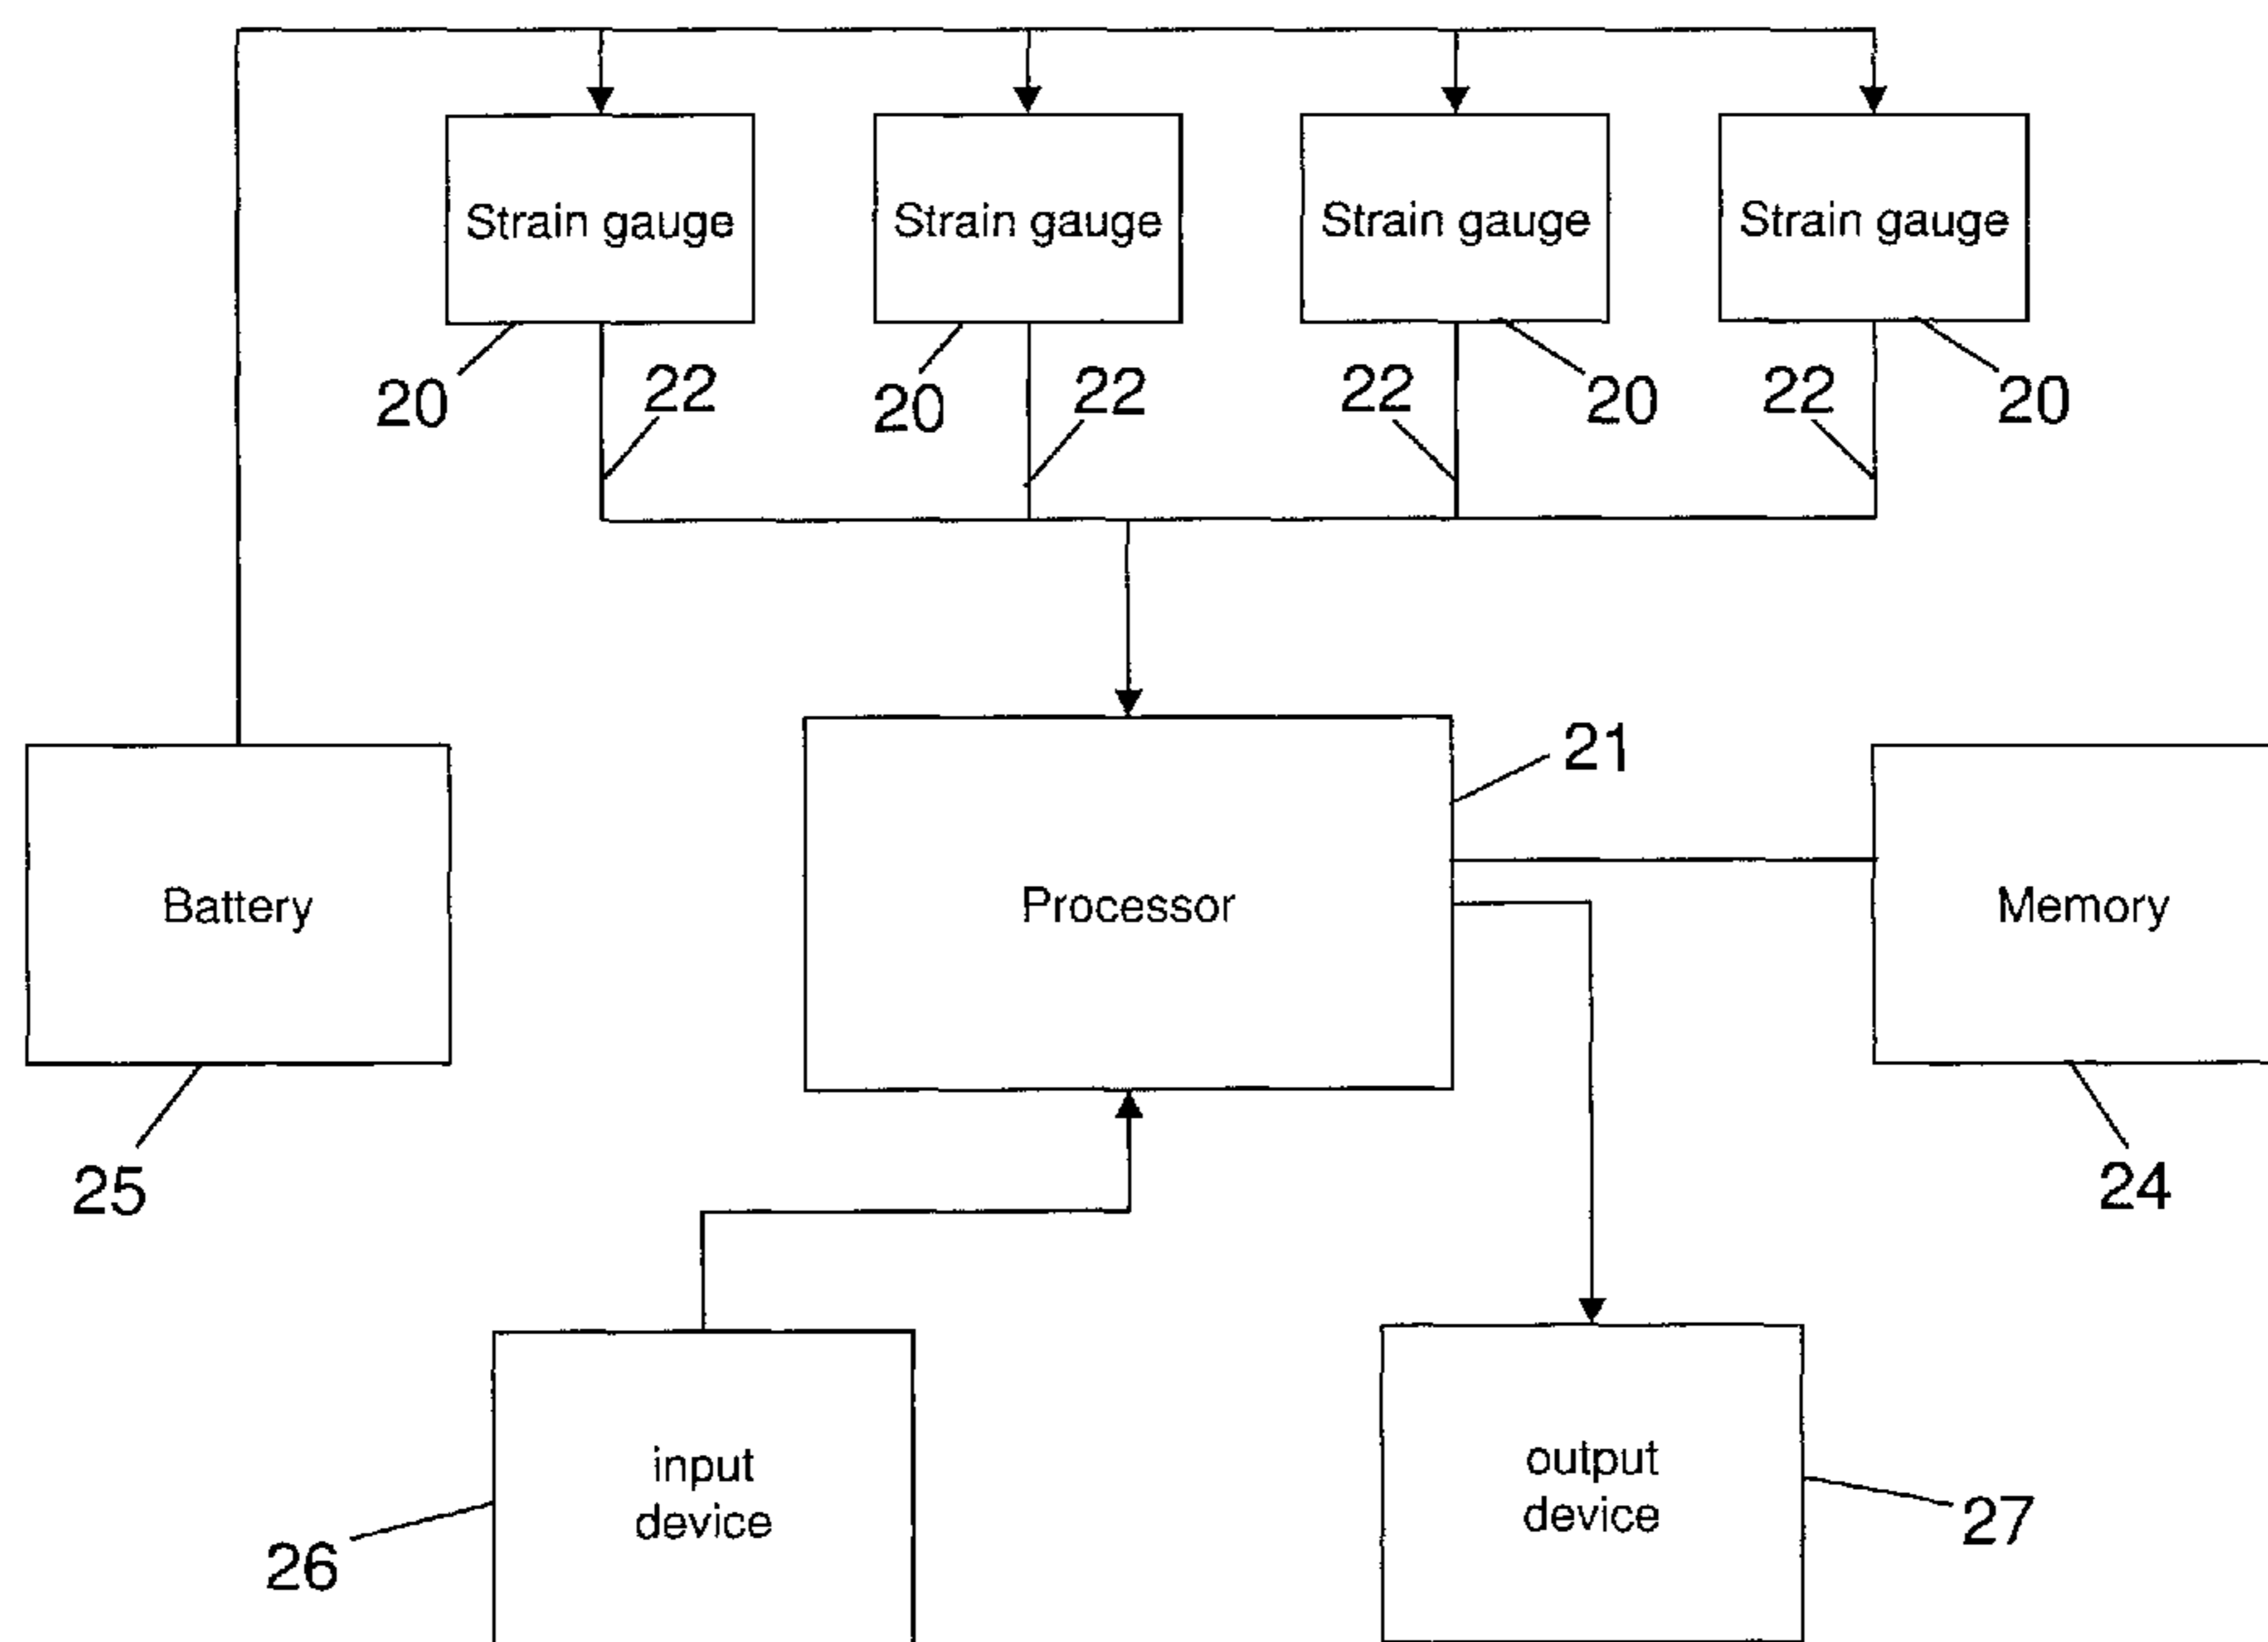 Strain gauge Strain gauge Strain gauge Strain gauge
20 22 20 22 22 20 22 20
21
Battery Processor Memory
25 24
input
device
output
device
26 27